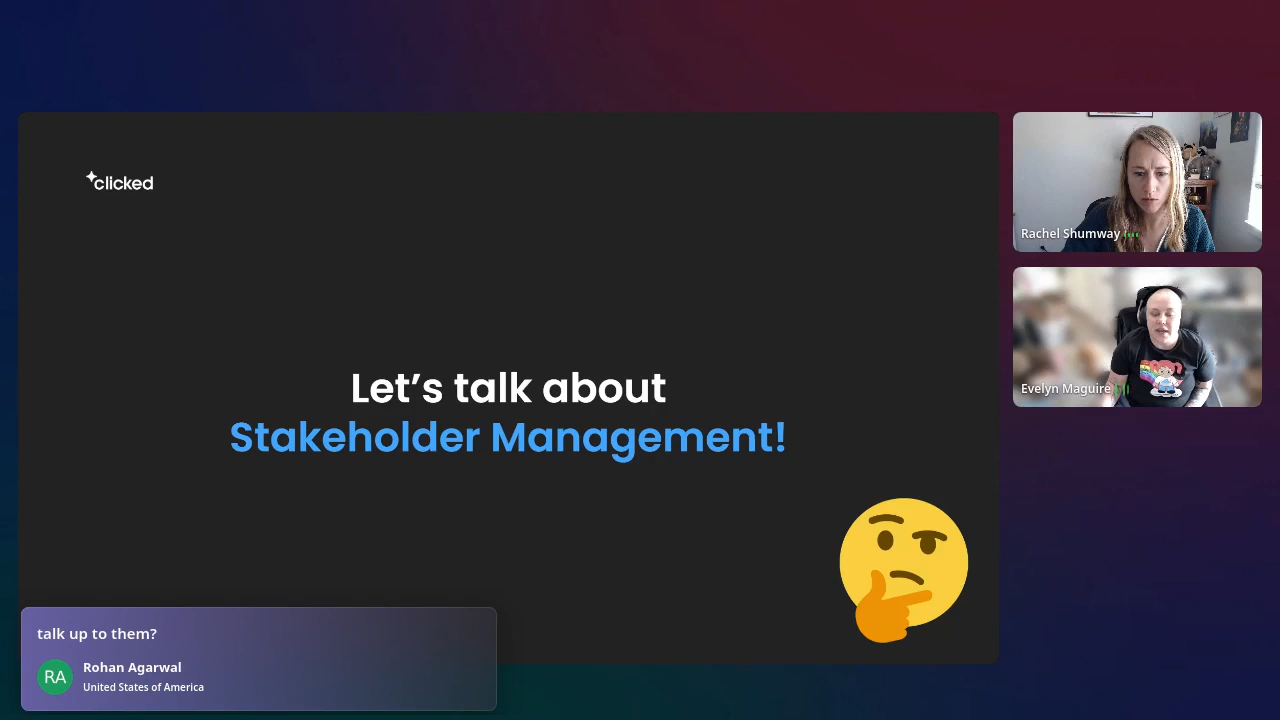 clicked
Let's talk about
Stakeholder Management!
Rachel Shumway
Evelyn Maguire
talk up to them?
RA
Rohan Agarwal
United States of America